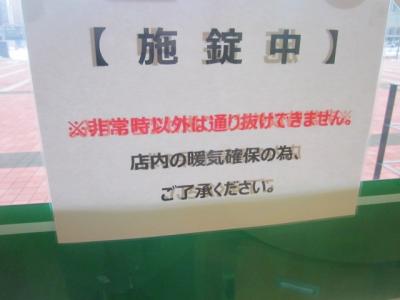 【施錠中】
※非常時以外は通り抜けできません。
店内の暖気確保の為、
ご了承ください。